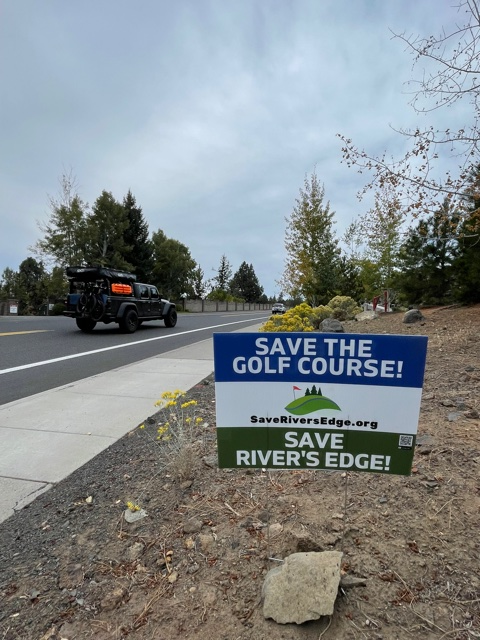 SAVE THE
GOLF COURSE!
SaveRiversEdge.org
SAVE
RIVER'S EDGE!